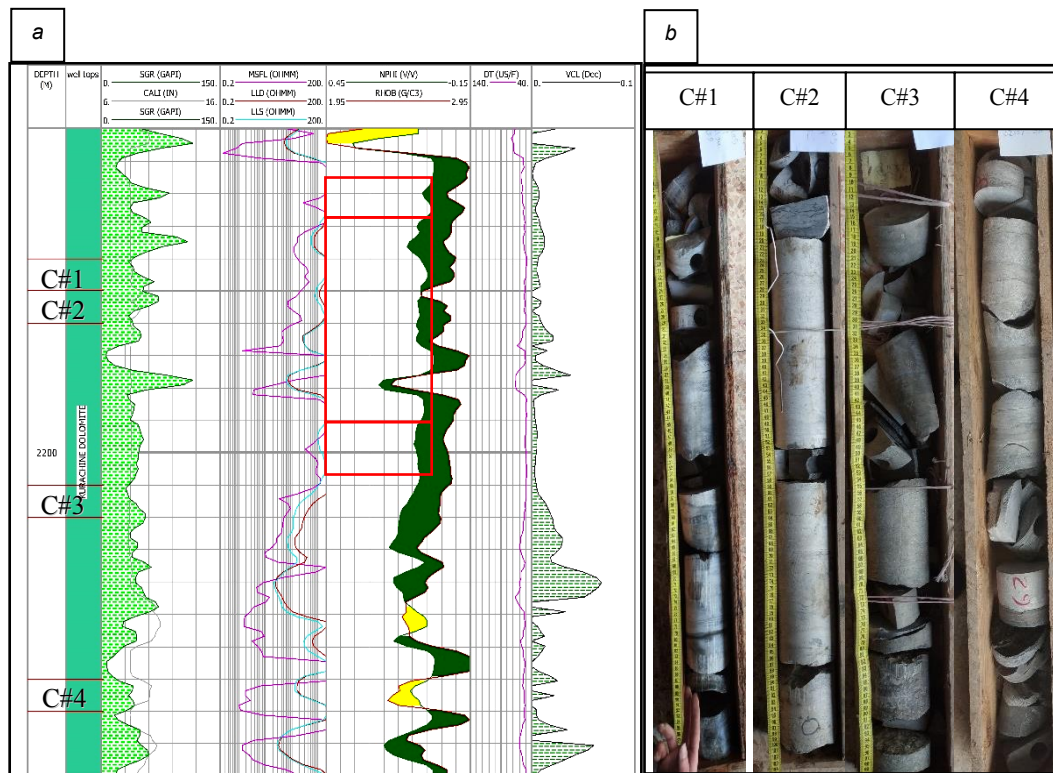 a
b
DEPTH (M)
well tops
SGR (GAPI)
0. 150.
CALI (IN)
6. 16.
SGR (GAPI)
0. 150.
MSFL (OHMM)
0.2 200.
LLD (OHMM)
0.2 200.
LLS (OHMM)
0.2 200.
NPHI (V/V)
0.45 -0.15
RHOB (G/C3)
1.95 2.95
DT (US/F)
140. 40.
VCL (Dec)
0. 0.1
C#1 C#2 C#3 C#4
C#1
C#2
KURACHINE DOLOMITE
2200
C#3
C#4